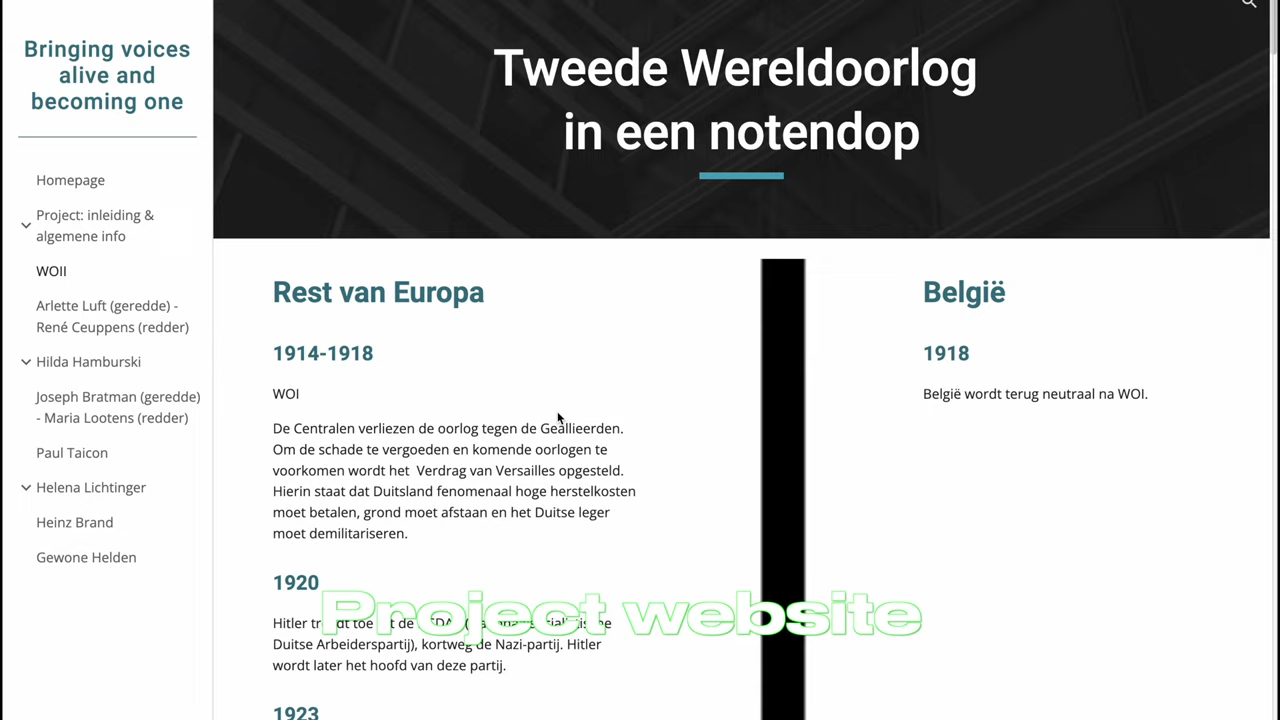 Bringing voices
alive and
becoming one
Homepage
Project: inleiding &
algemene info
WOII
Arlette Luft (geredde) -
René Ceuppens (redder)
Hilda Hamburski
Joseph Bratman (geredde)
- Maria Lootens (redder)
Paul Taicon
Helena Lichtinger
Heinz Brand
Gewone Helden
Tweede Wereldoorlog
in een notendop
Rest van Europa
1914-1918
WOI
De Centralen verliezen de oorlog tegen de Geallieerden.
Om de schade te vergoeden en komende oorlogen te
voorkomen wordt het Verdrag van Versailles opgesteld.
Hierin staat dat Duitsland fenomenaal hoge herstelkosten
moet betalen, grond moet afstaan en het Duitse leger
moet demilitariseren.
1920
Hitler toe de
Duitse Arbeiderspartij), kortweg de Nazi-partij. Hitler
wordt later het hoofd van deze partij.
1923
België
1918
België wordt terug neutraal na WOI.
Project website